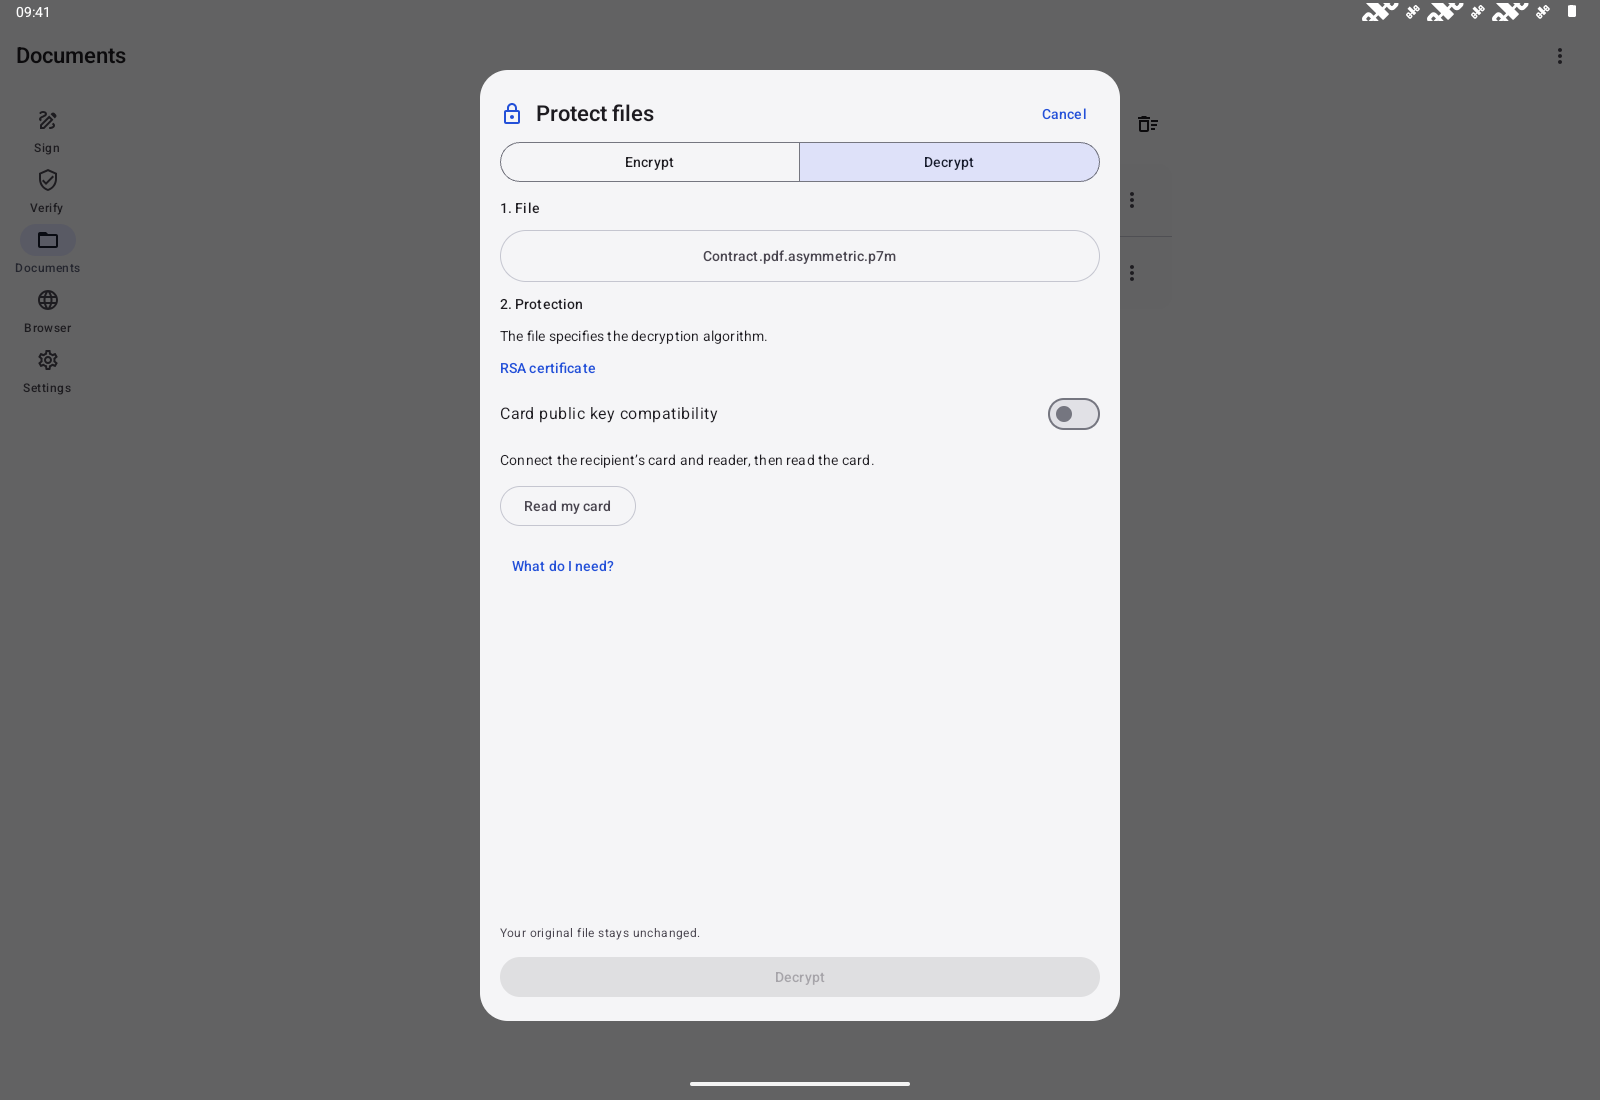 09:41
Documents
Sign
Verify
Documents
Browser
Settings
Protect files
Cancel
Encrypt
Decrypt
1. File
Contract.pdf.asymmetric.p7m
2. Protection
The file specifies the decryption algorithm.
RSA certificate
Card public key compatibility
Connect the recipient’s card and reader, then read the card.
Read my card
What do I need?
Your original file stays unchanged.
Decrypt